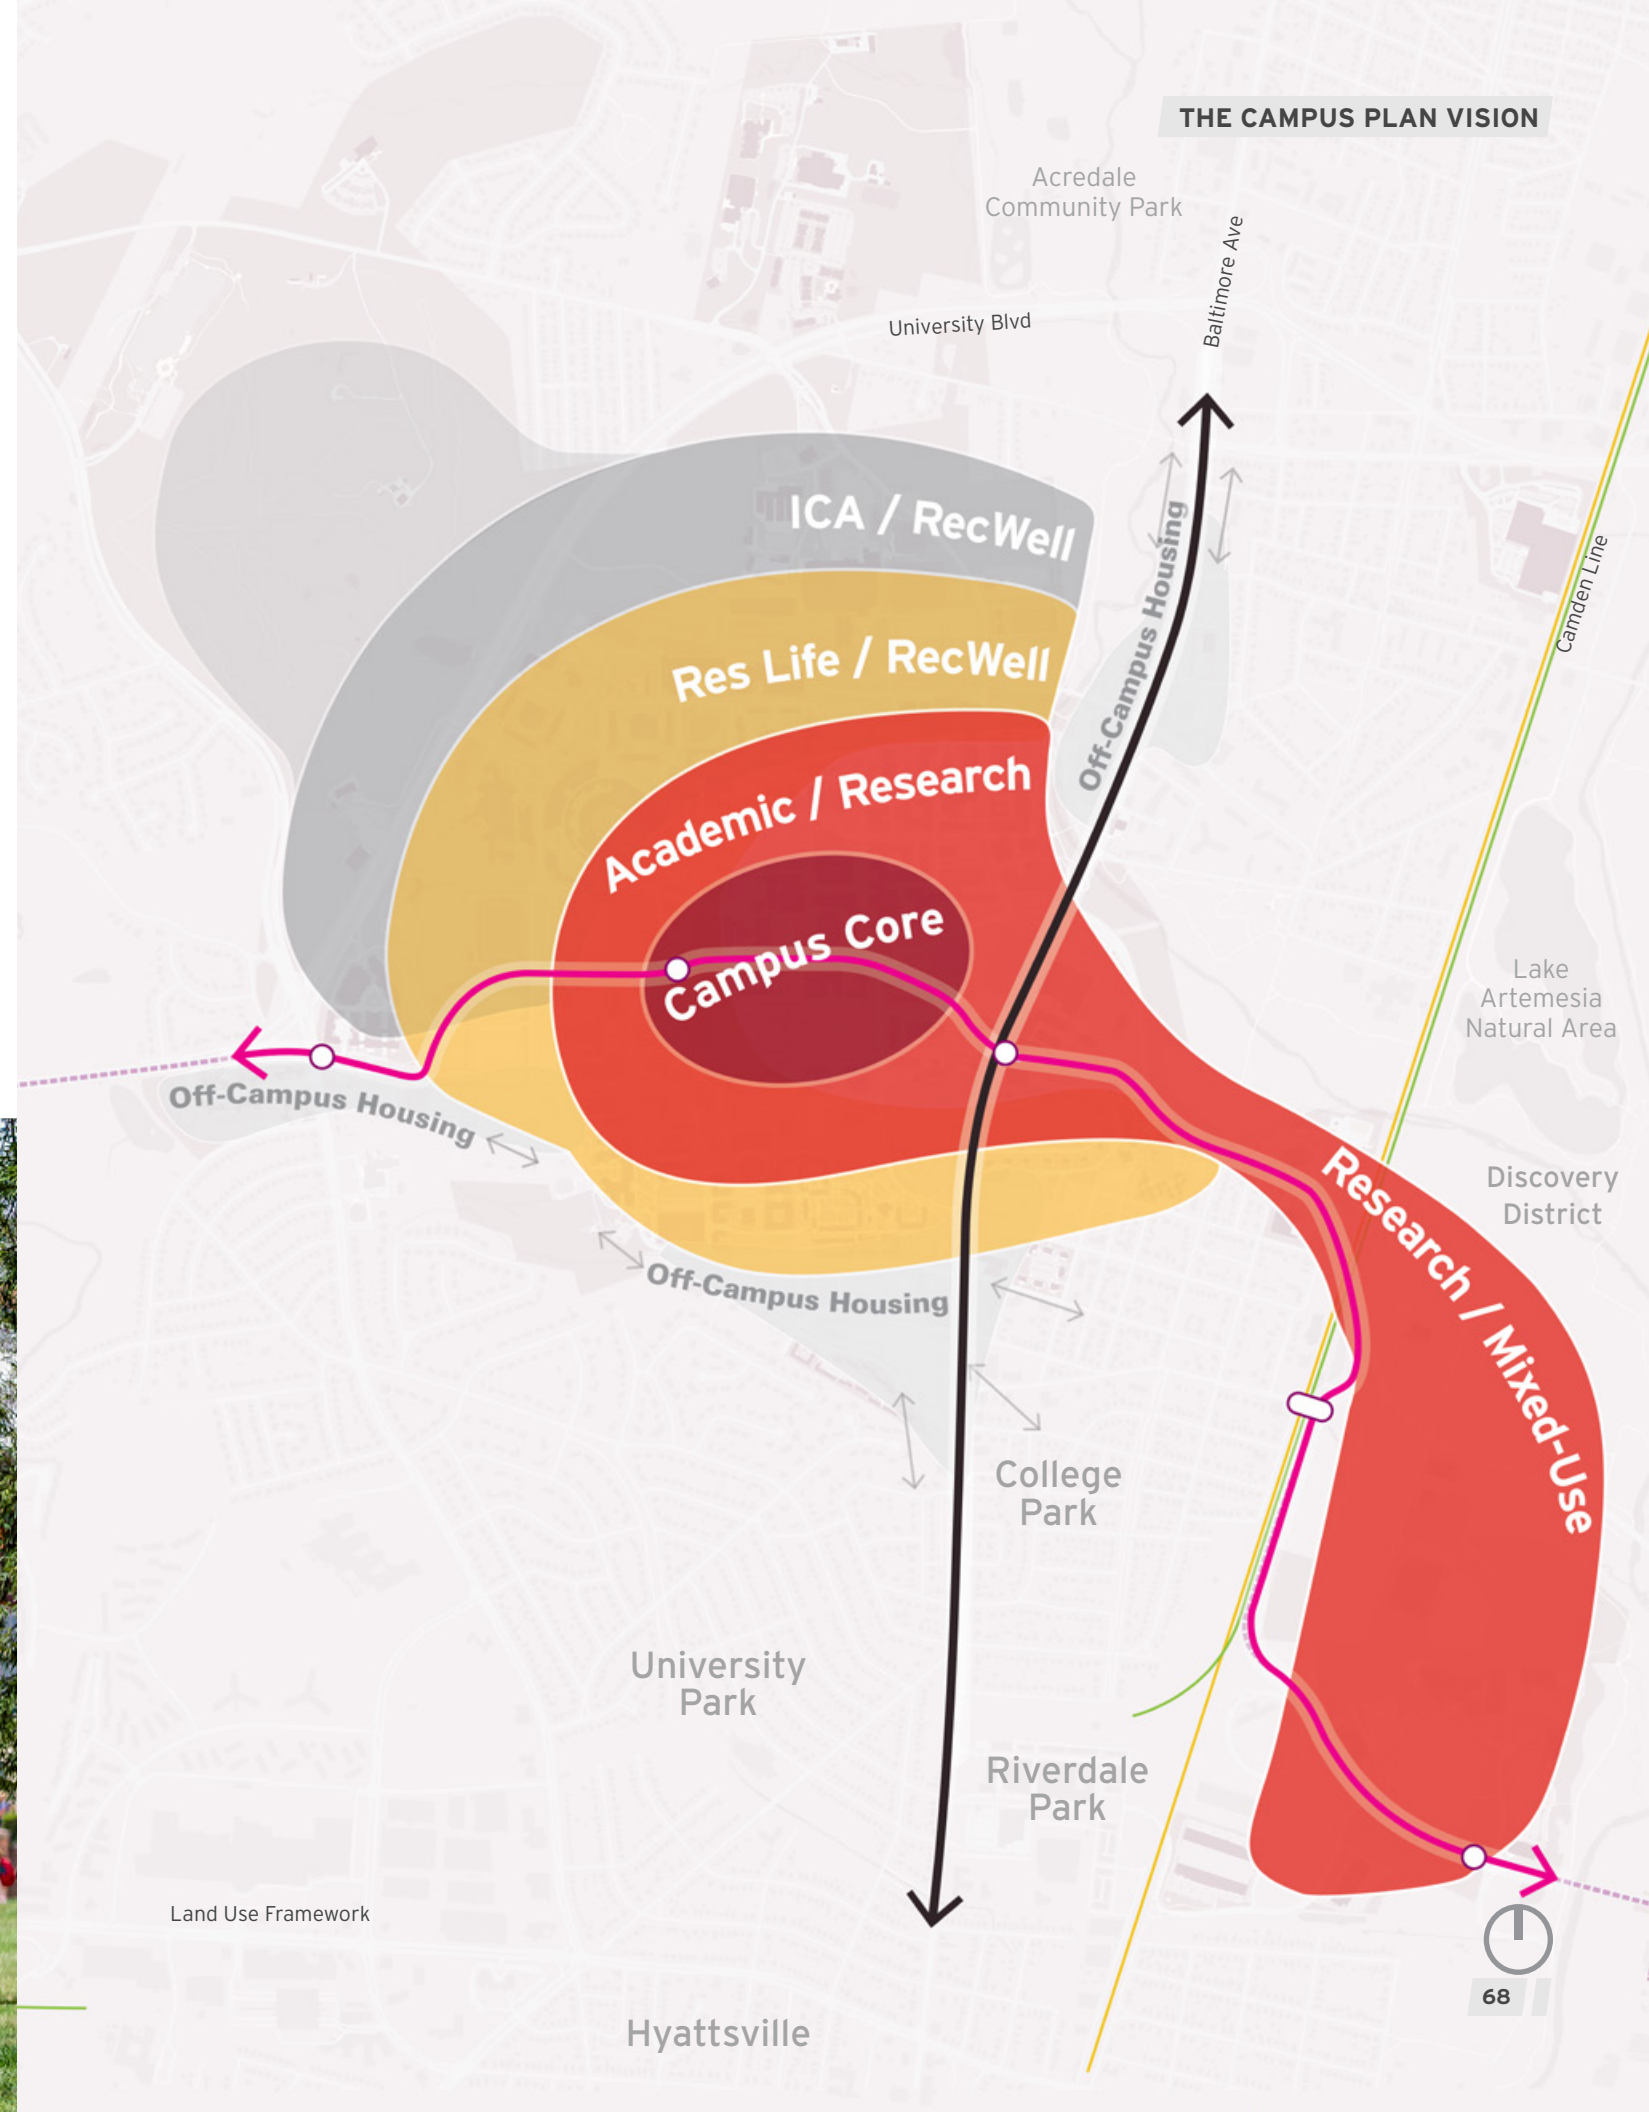 THE CAMPUS PLAN VISION
Acredale
Community Park
Baltimore Ave
University Blvd
ICA / RecWell
Off-Campus Housing
Camden Line
Res Life / RecWell
Academic / Research
Campus Core
Lake
Artemesia
Natural Area
Off-Campus Housing
Research / Mixed-Use
Discovery
District
Off-Campus Housing
College
Park
University
Park
Riverdale
Park
Land Use Framework
68
Hyattsville